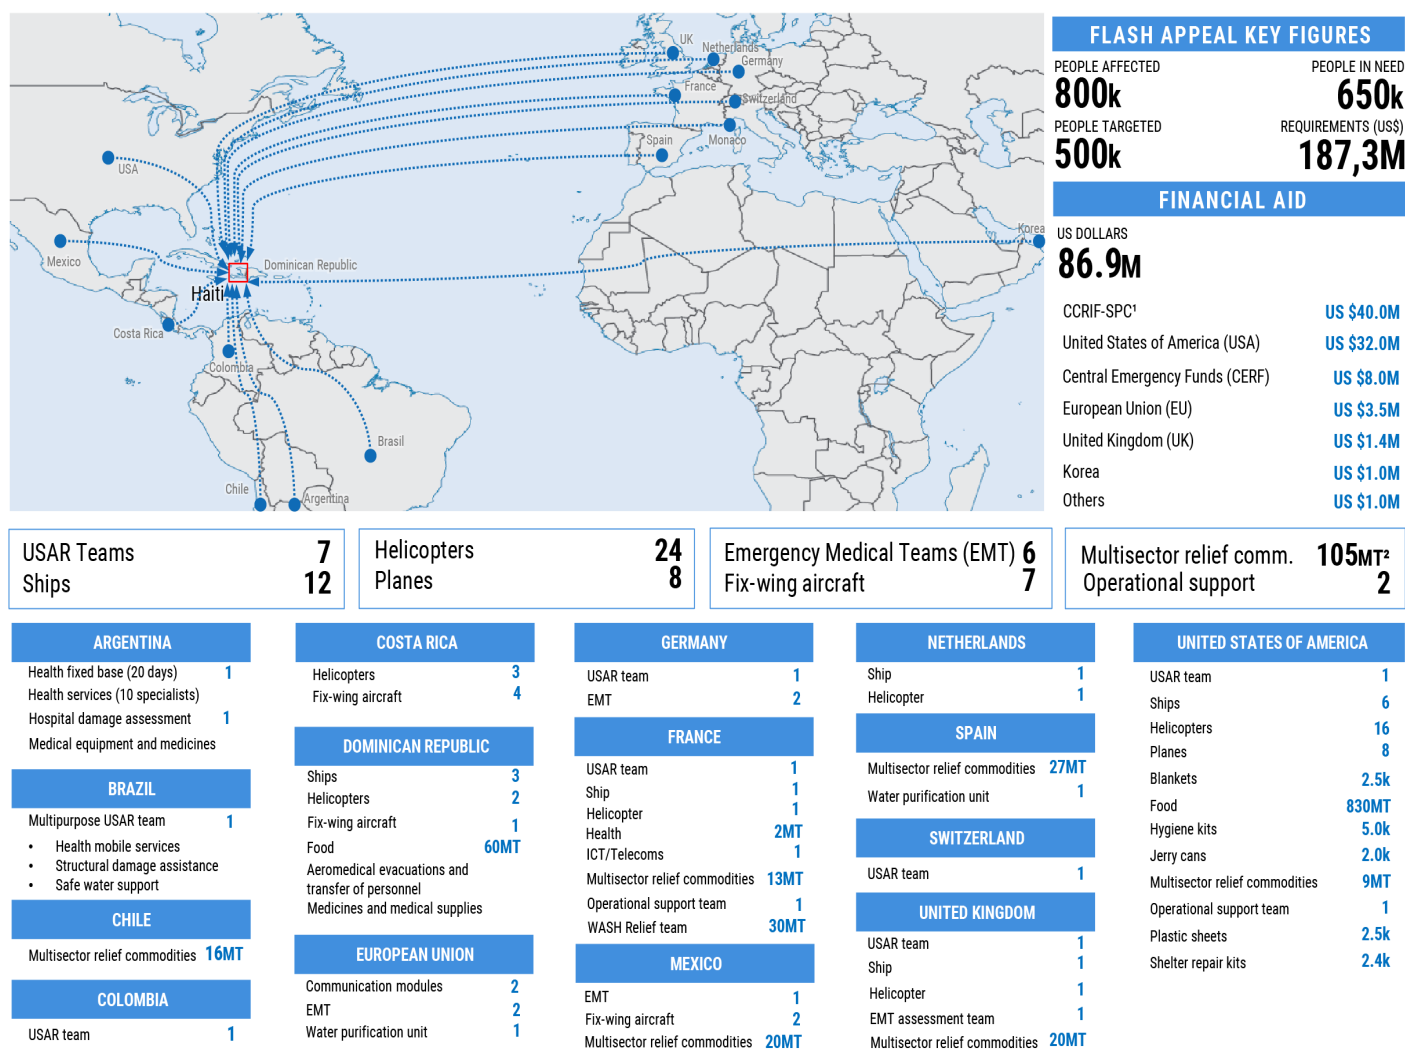 UK
Netherlands
Germany
France
Switzerland
Spain
Monaco
USA
Korea
Mexico
Dominican Republic
Haiti
Costa Rica
Colombia
Brasil
Chile
Argentina
FLASH APPEAL KEY FIGURES
PEOPLE AFFECTED PEOPLE IN NEED
800k 650k
PEOPLE TARGETED REQUIREMENTS (US$)
500k 187,3M
FINANCIAL AID
US DOLLARS
86.9M
CCRIF-SPC¹ US $40.0M
United States of America (USA) US $32.0M
Central Emergency Funds (CERF) US $8.0M
European Union (EU) US $3.5M
United Kingdom (UK) US $1.4M
Korea US $1.0M
Others US $1.0M
USAR Teams 7
Ships 12
Helicopters 24
Planes 8
Emergency Medical Teams (EMT) 6
Fix-wing aircraft 7
Multisector relief comm. 105MT²
Operational support 2
ARGENTINA
Health fixed base (20 days) 1
Health services (10 specialists)
Hospital damage assessment 1
Medical equipment and medicines
BRAZIL
Multipurpose USAR team 1
• Health mobile services
• Structural damage assistance
• Safe water support
CHILE
Multisector relief commodities 16MT
COLOMBIA
USAR team 1
COSTA RICA
Helicopters 3
Fix-wing aircraft 4
DOMINICAN REPUBLIC
Ships 3
Helicopters 2
Fix-wing aircraft 1
Food 60MT
Aeromedical evacuations and
transfer of personnel
Medicines and medical supplies
EUROPEAN UNION
Communication modules 2
EMT 2
Water purification unit 1
GERMANY
USAR team 1
EMT 2
FRANCE
USAR team 1
Ship 1
Helicopter 1
Health 2MT
ICT/Telecoms 1
Multisector relief commodities 13MT
Operational support team 1
WASH Relief team 30MT
MEXICO
EMT 1
Fix-wing aircraft 2
Multisector relief commodities 20MT
NETHERLANDS
Ship 1
Helicopter 1
SPAIN
Multisector relief commodities 27MT
Water purification unit 1
SWITZERLAND
USAR team 1
UNITED KINGDOM
USAR team 1
Ship 1
Helicopter 1
EMT assessment team 1
Multisector relief commodities 20MT
UNITED STATES OF AMERICA
USAR team 1
Ships 6
Helicopters 16
Planes 8
Blankets 2.5k
Food 830MT
Hygiene kits 5.0k
Jerry cans 2.0k
Multisector relief commodities 9MT
Operational support team 1
Plastic sheets 2.5k
Shelter repair kits 2.4k